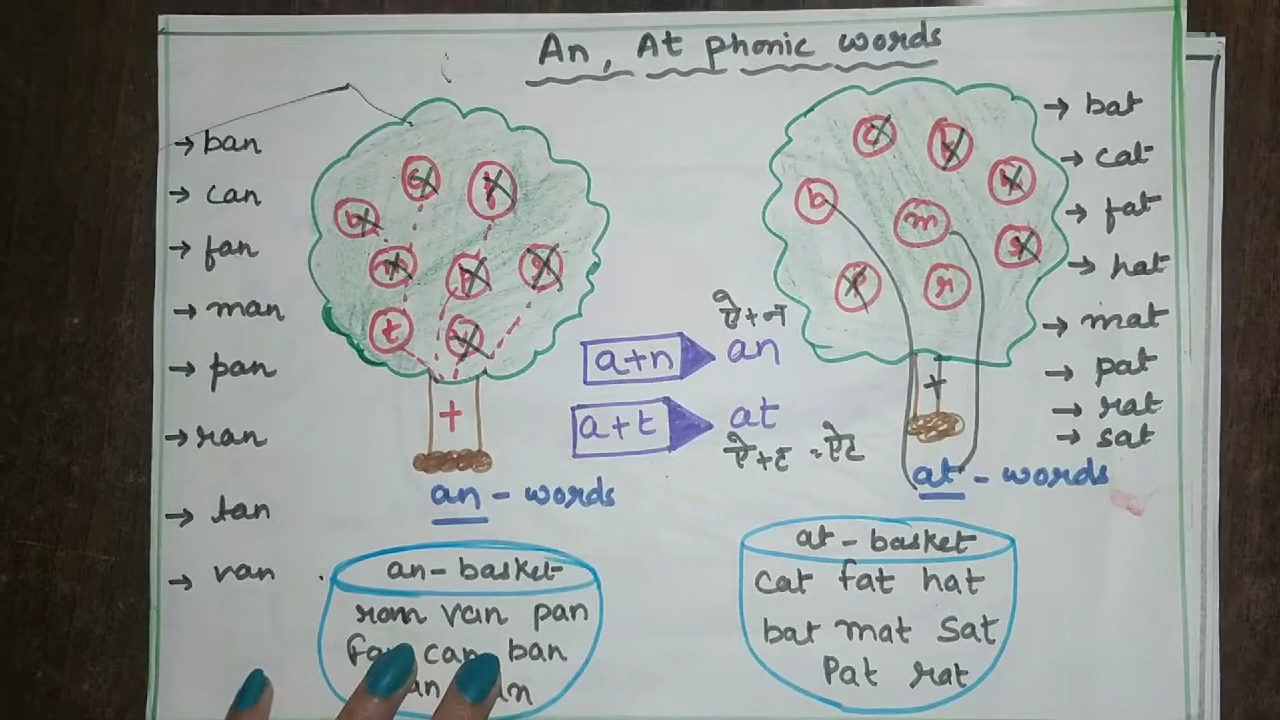 An, At phonic words
→ ban
→ can
→ fan
→ man
→ pan
→ ran
→ tan
→ van
t
+
an - words
ऐ+न
a+n an
a+t at
ऐ+ट =ऐट
b
m
r
+
at - words
→ bat
→ cat
→ fat
→ hat
→ mat
→ pat
→ rat
→ sat
an - basket
ran van pan
can ban
at - basket
cat fat hat
bat mat sat
Pat rat